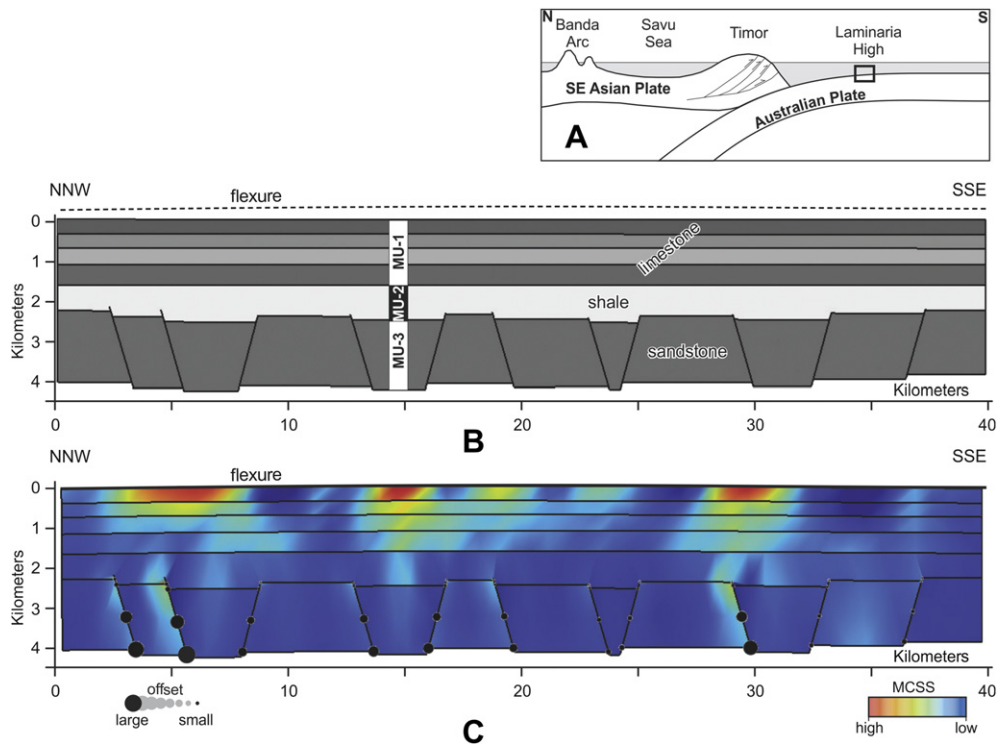 N
S
Banda
Arc
Savu
Sea
Timor
Laminaria
High
SE Asian Plate
Australian Plate
A
NNW
flexure
SSE
0
1
2
3
4
Kilometers
MU-1
MU-2
MU-3
limestone
shale
sandstone
Kilometers
0
10
20
30
40
B
NNW
flexure
SSE
0
1
2
3
4
Kilometers
Kilometers
0
10
20
30
40
offset
large
small
C
MCSS
high
low